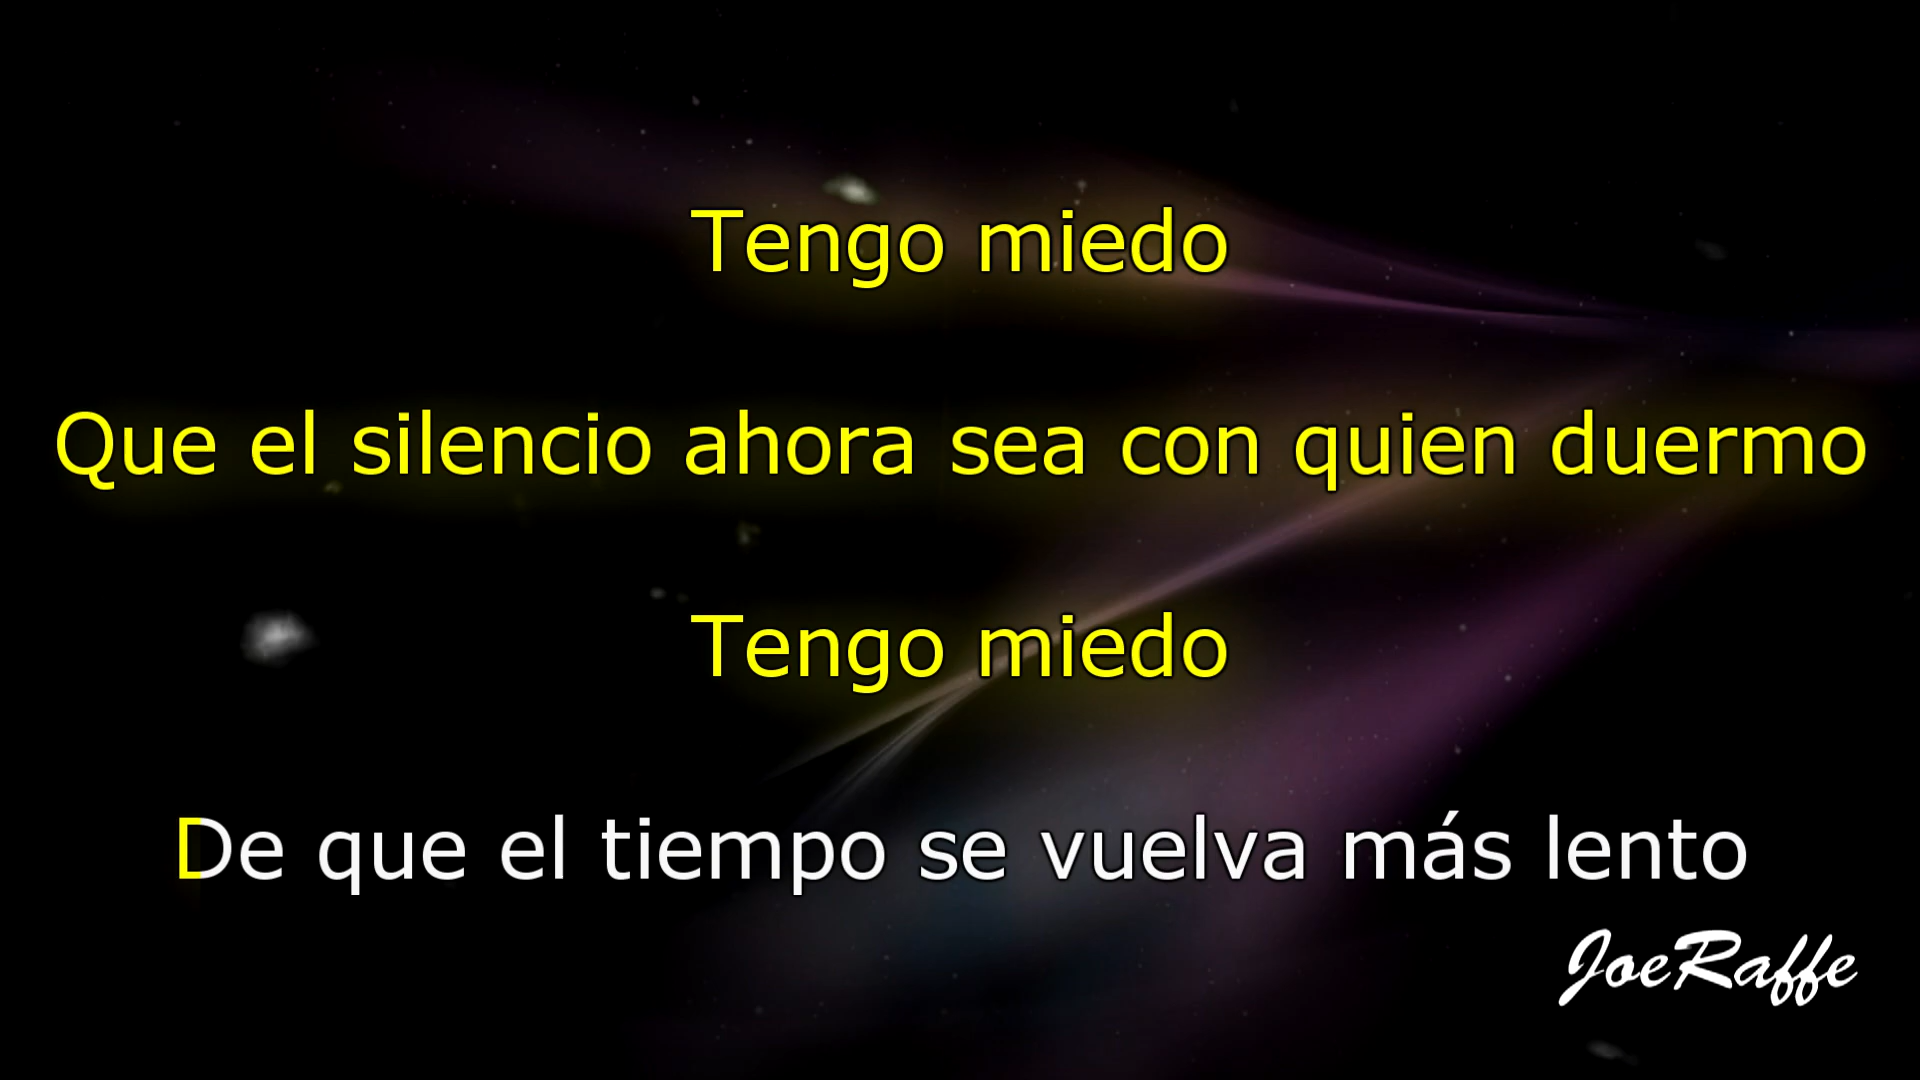 Tengo miedo
Que el silencio ahora sea con quien duermo
Tengo miedo
De que el tiempo se vuelva más lento
JoeRaffe